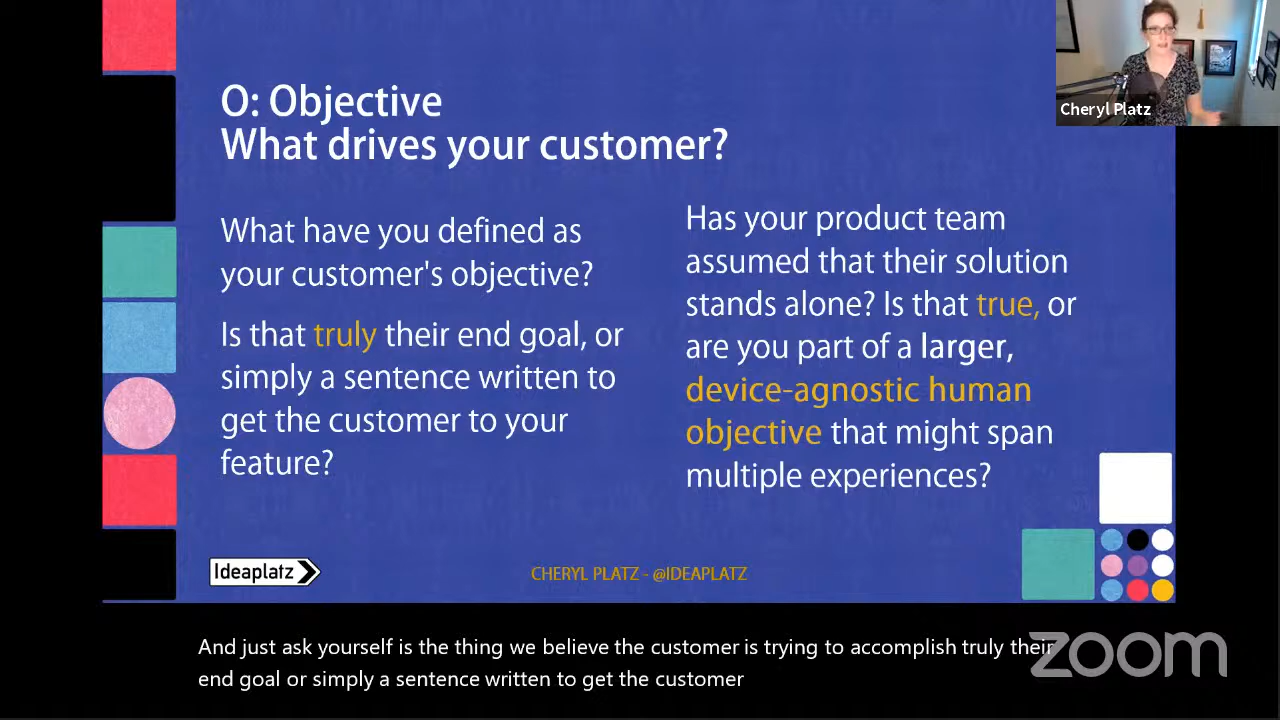 O: Objective
What drives your customer?
What have you defined as
your customer's objective?
Is that truly their end goal, or
simply a sentence written to
get the customer to your
feature?
Has your product team
assumed that their solution
stands alone? Is that true, or
are you part of a larger,
device-agnostic human
objective that might span
multiple experiences?
Cheryl Platz
Ideaplatz
CHERYL PLATZ - @IDEAPLATZ
And just ask yourself is the thing we believe the customer is trying to accomplish truly their
end goal or simply a sentence written to get the customer
zoom